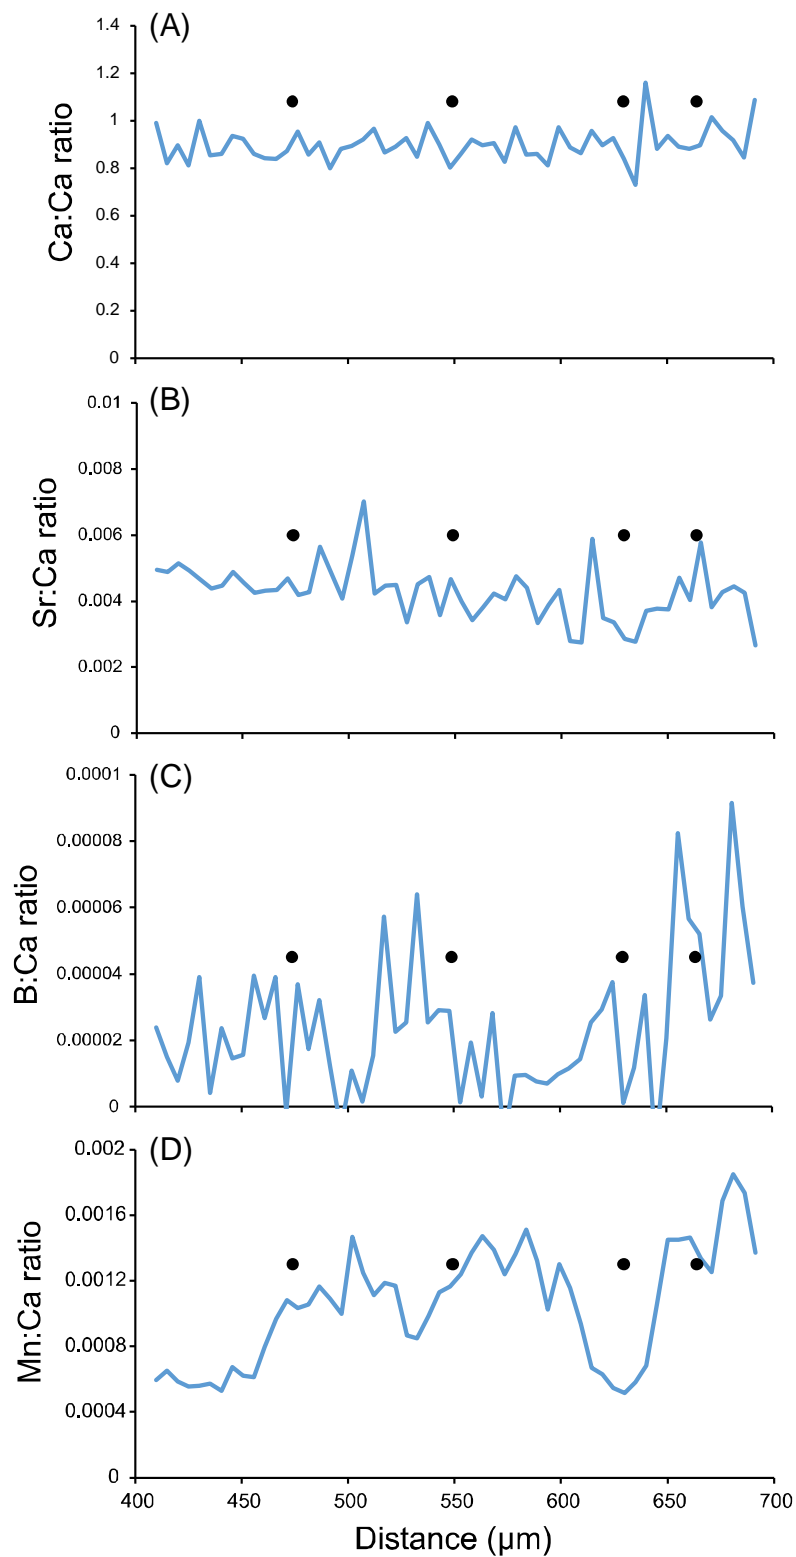 (A)
Ca:Ca ratio
1.4
1.2
1
0.8
0.6
0.4
0.2
0
(B)
Sr:Ca ratio
0.01
0.008
0.006
0.004
0.002
0
(C)
B:Ca ratio
0.0001
0.00008
0.00006
0.00004
0.00002
0
(D)
Mn:Ca ratio
0.002
0.0016
0.0012
0.0008
0.0004
0
400 450 500 550 600 650 700
Distance (µm)